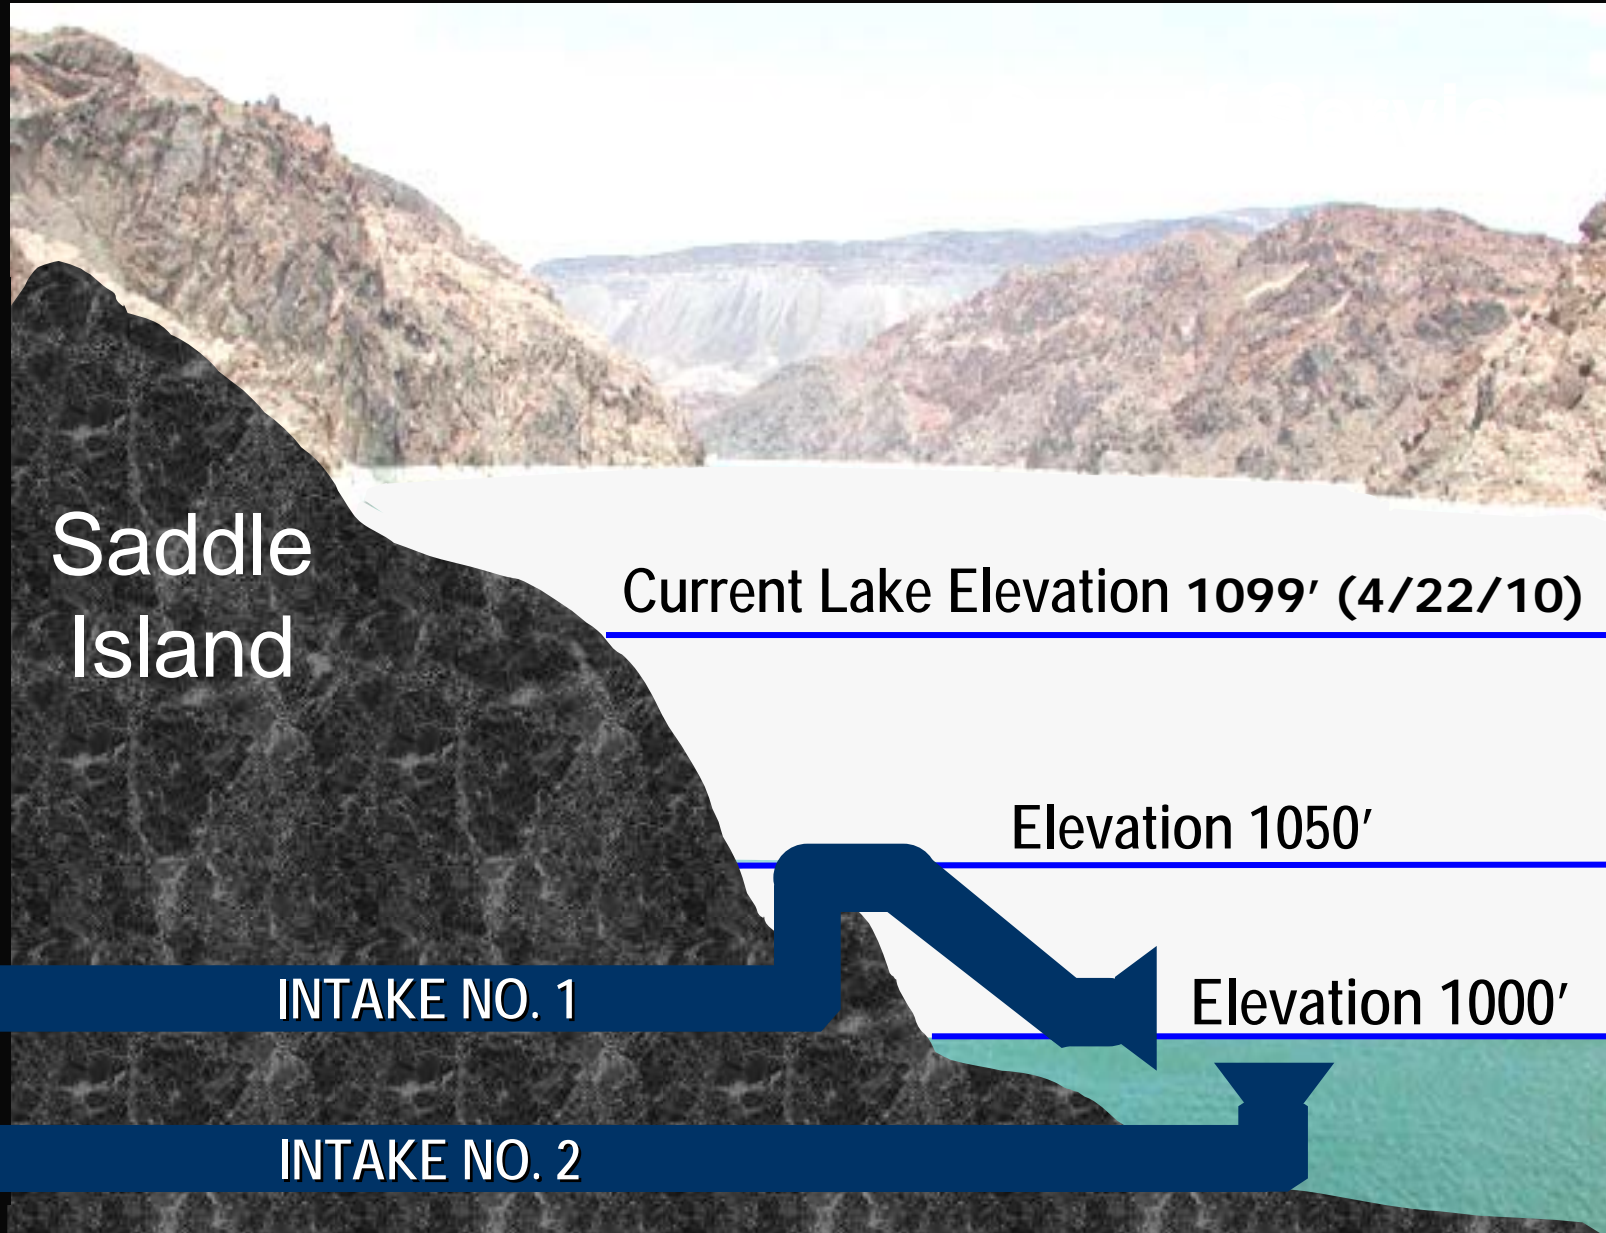 Saddle
Island
Current Lake Elevation 1099’ (4/22/10)
Elevation 1050’
INTAKE NO. 1
Elevation 1000’
INTAKE NO. 2